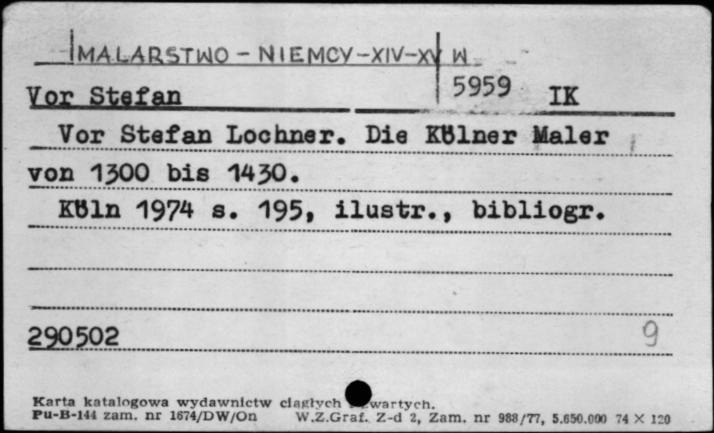 MALARSTWO - NIEMCY - XIV - XV W
Vor Stefan 5959 IK
Vor Stefan Lochner. Die Kölner Maler
von 1300 bis 1430.
Köln 1974 s. 195, ilustr., bibliogr.
290502 9
Karta katalogowa wydawnictw ciągłych wartych.
Pu-B-144 zam. nr 1674/DW/On W.Z.Graf. Z-d 2, Zam. nr 988/77, 5.650.000 74 X 120